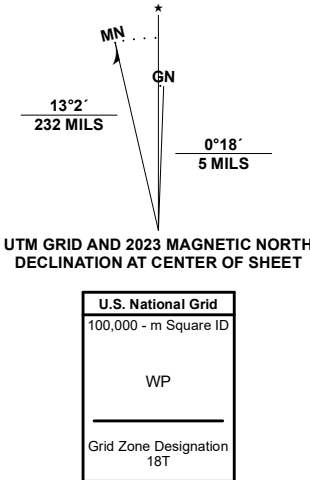 MN
GN
13°2´
232 MILS
0°18´
5 MILS
UTM GRID AND 2023 MAGNETIC NORTH
DECLINATION AT CENTER OF SHEET
U.S. National Grid
100,000 - m Square ID
WP
Grid Zone Designation
18T